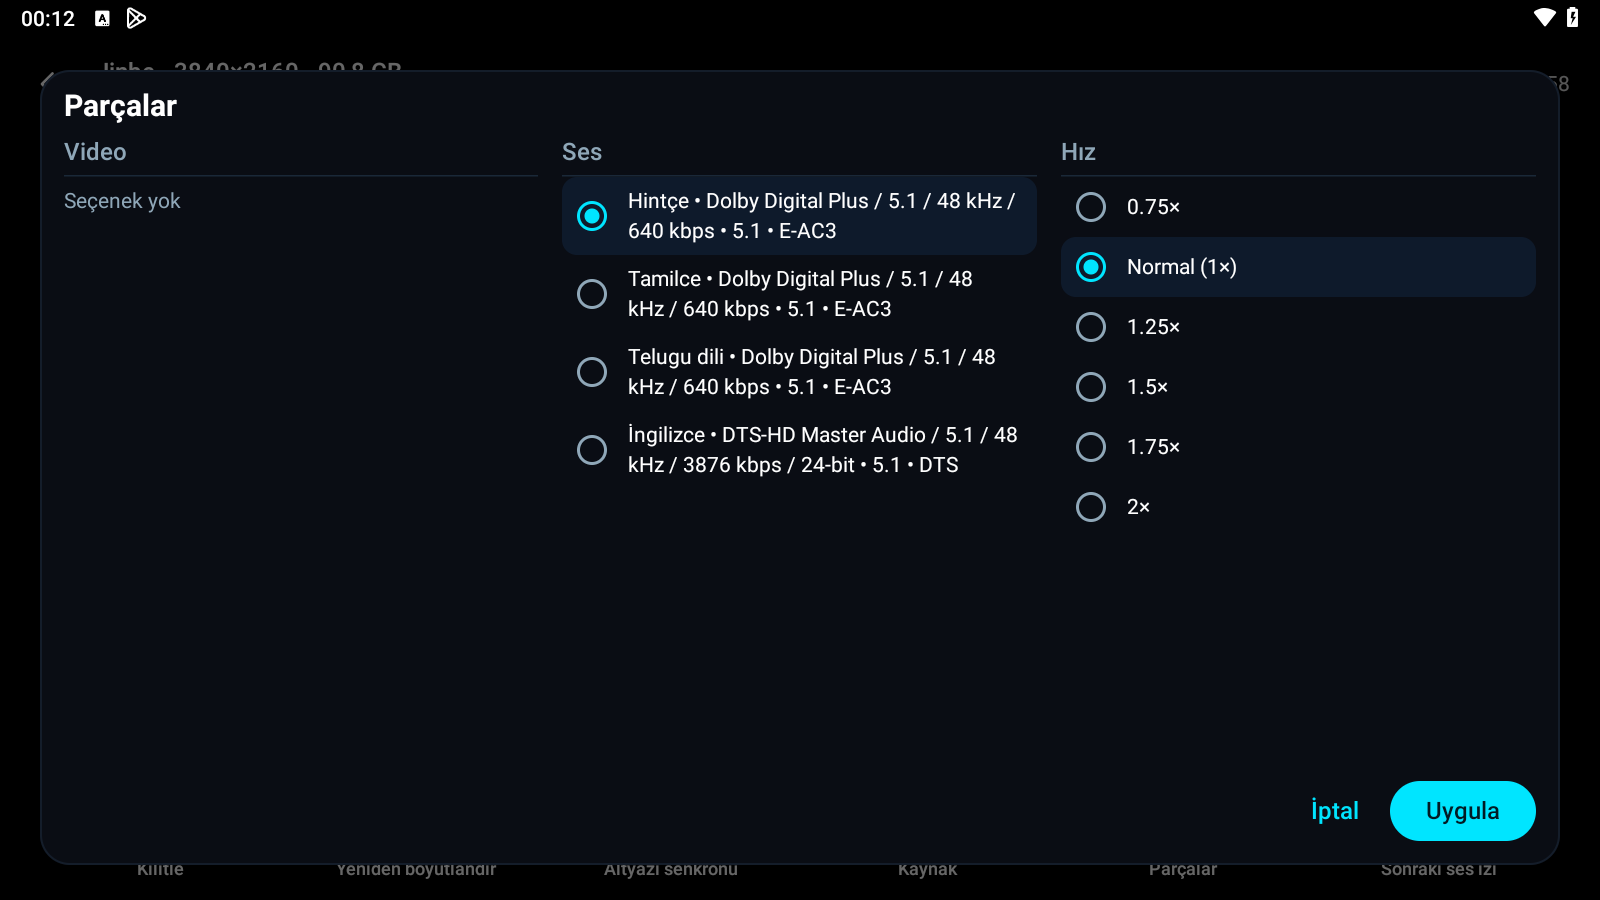 00:12
3840×2160
58
Parçalar
Video
Seçenek yok
Ses
Hintçe • Dolby Digital Plus / 5.1 / 48 kHz /
640 kbps • 5.1 • E-AC3
Tamilce • Dolby Digital Plus / 5.1 / 48
kHz / 640 kbps • 5.1 • E-AC3
Telugu dili • Dolby Digital Plus / 5.1 / 48
kHz / 640 kbps • 5.1 • E-AC3
İngilizce • DTS-HD Master Audio / 5.1 / 48
kHz / 3876 kbps / 24-bit • 5.1 • DTS
Hız
0.75×
Normal (1×)
1.25×
1.5×
1.75×
2×
İptal
Uygula
Kilitle
Yeniden boyutlandır
Altyazı senkronu
Kaynak
Parçalar
Sonraki ses izi